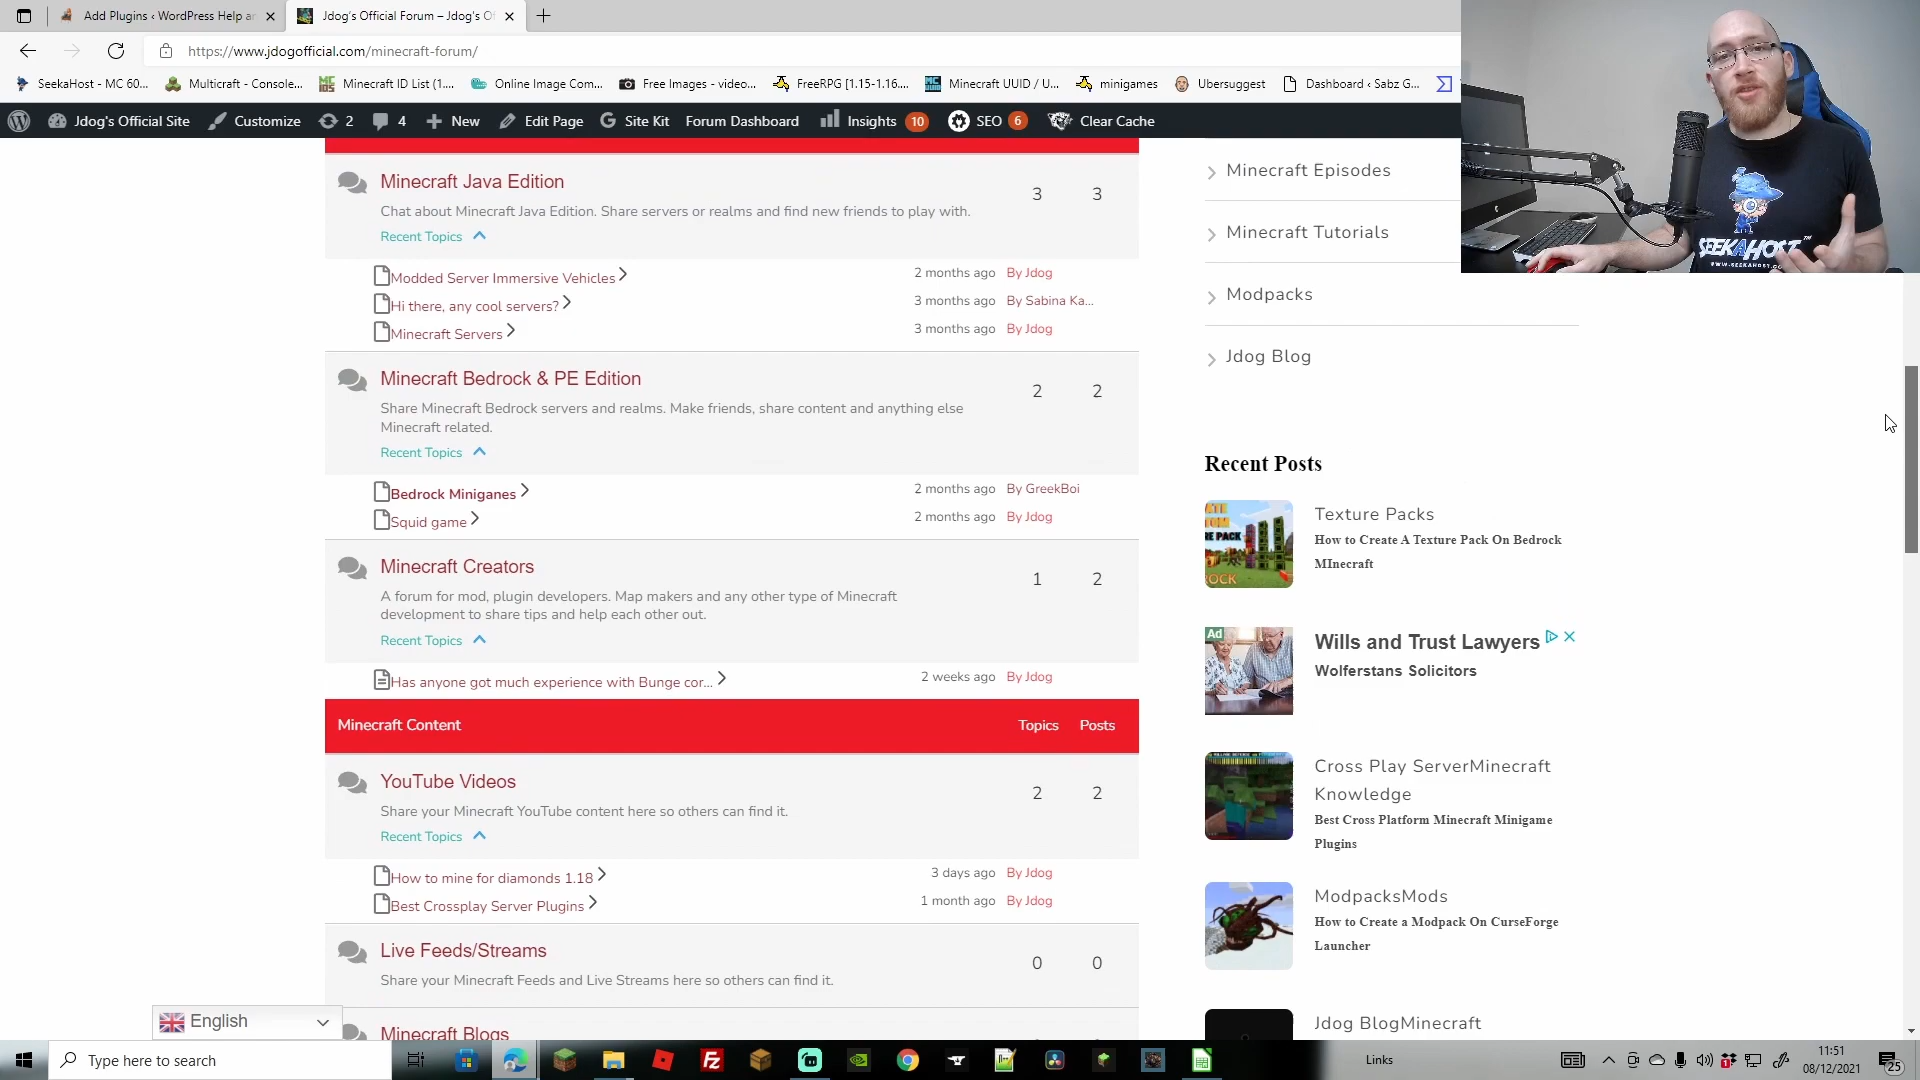 Add Plugins ‹ WordPress Help ar
Jdog's Official Forum – Jdog's Of
https://www.jdogofficial.com/minecraft-forum/
SeekaHost - MC 60...
Multicraft - Console...
Minecraft ID List (1....
Online Image Com...
Free Images - video...
FreeRPG [1.15-1.16....
Minecraft UUID / U...
minigames
Ubersuggest
Dashboard ‹ Sabz G...
Jdog's Official Site
Customize
2
4
New
Edit Page
Site Kit
Forum Dashboard
Insights 10
SEO 6
Clear Cache
SEEKAHOST™
Minecraft Java Edition
3 3
Chat about Minecraft Java Edition. Share servers or realms and find new friends to play with.
Recent Topics
Modded Server Immersive Vehicles
2 months ago By Jdog
Hi there, any cool servers?
3 months ago By Sabina Ka...
Minecraft Servers
3 months ago By Jdog
Minecraft Bedrock & PE Edition
2 2
Share Minecraft Bedrock servers and realms. Make friends, share content and anything else
Minecraft related.
Recent Topics
Bedrock Miniganes
2 months ago By GreekBoi
Squid game
2 months ago By Jdog
Minecraft Creators
1 2
A forum for mod, plugin developers. Map makers and any other type of Minecraft
development to share tips and help each other out.
Recent Topics
Has anyone got much experience with Bunge cor...
2 weeks ago By Jdog
Minecraft Content
Topics Posts
YouTube Videos
2 2
Share your Minecraft YouTube content here so others can find it.
Recent Topics
How to mine for diamonds 1.18
3 days ago By Jdog
Best Crossplay Server Plugins
1 month ago By Jdog
Live Feeds/Streams
0 0
Share your Minecraft Feeds and Live Streams here so others can find it.
Minecraft Blogs
Minecraft Episodes
Minecraft Tutorials
Modpacks
Jdog Blog
Recent Posts
Texture Packs
How to Create A Texture Pack On Bedrock
MInecraft
Ad
Wills and Trust Lawyers
Wolferstans Solicitors
Cross Play ServerMinecraft
Knowledge
Best Cross Platform Minecraft Minigame
Plugins
ModpacksMods
How to Create a Modpack On CurseForge
Launcher
Jdog BlogMinecraft
English
Type here to search
Links
11:51
08/12/2021
25